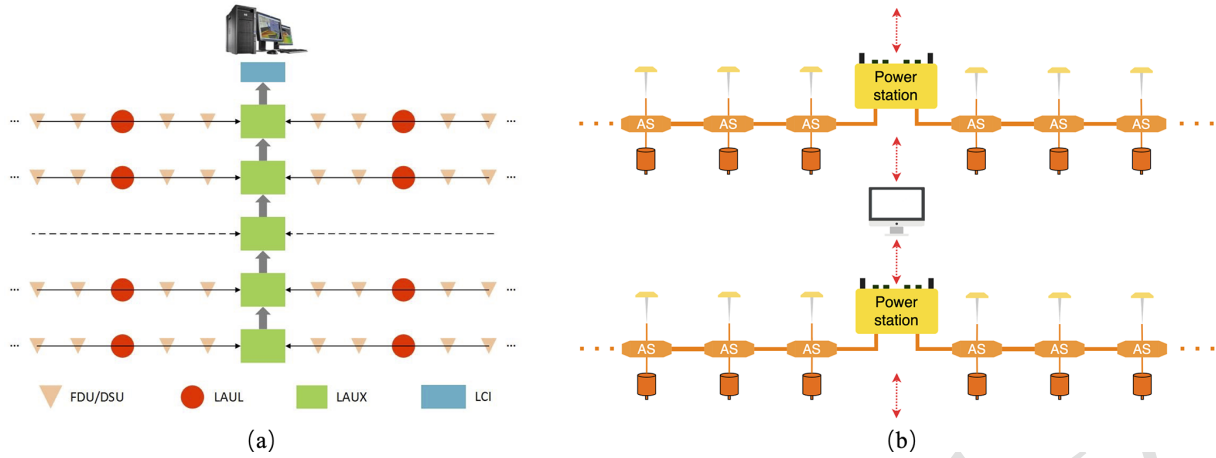 Power
station
AS AS AS AS AS AS
Power
station
AS AS AS AS AS AS
FDU/DSU LAUL LAUX LCI
(a) (b)